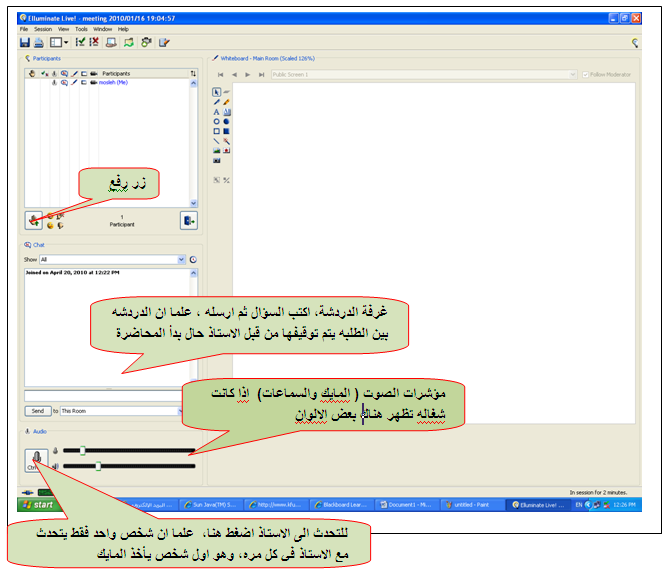 Elluminate Live! - meeting 2010/01/16 19:04:57
File Session View Tools Window Help
Participants
Whiteboard - Main Room (Scaled 126%)
Participants
mosleh (Me)
Public Screen 1
Follow Moderator
زر رفع
1
Participant
Chat
Show All
Joined on April 20, 2010 at 12:22 PM
غرفة الدردشة، اكتب السؤال ثم ارسله ، علما ان الدردشه
بين الطلبه يتم توقيفها من قبل الاستاذ حال بدأ المحاضرة
مؤشرات الصوت ( المايك والسماعات) اذا كانت
شغاله تظهر هناك بعض الالوان
Send to This Room
Audio
In session for 2 minutes.
start
Sun Java(TM) S...
http://www.kfu...
Blackboard Lear...
Document1 - Mi...
untitled - Paint
Elluminate Live! ...
EN
12:26 PM
للتحدث الى الاستاذ اضغط هنا، علما ان شخص واحد فقط يتحدث
مع الاستاذ في كل مره، وهو اول شخص يأخذ المايك